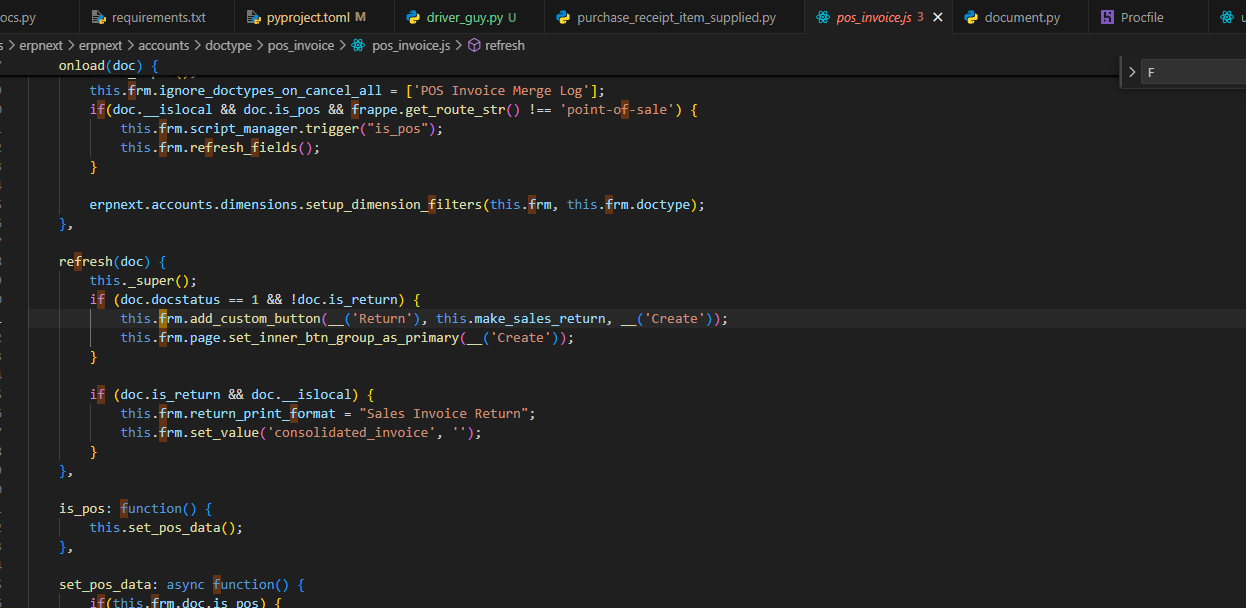 ocs.py requirements.txt pyproject.toml M driver_guy.py U purchase_receipt_item_supplied.py pos_invoice.js 3 × document.py Procfile
s > erpnext > erpnext > accounts > doctype > pos_invoice > pos_invoice.js > refresh
onload(doc) {
F
this.frm.ignore_doctypes_on_cancel_all = ['POS Invoice Merge Log'];
if(doc.__islocal && doc.is_pos && frappe.get_route_str() !== 'point-of-sale') {
this.frm.script_manager.trigger("is_pos");
this.frm.refresh_fields();
}
erpnext.accounts.dimensions.setup_dimension_filters(this.frm, this.frm.doctype);
},
refresh(doc) {
this._super();
if (doc.docstatus == 1 && !doc.is_return) {
this.frm.add_custom_button(__('Return'), this.make_sales_return, __('Create'));
this.frm.page.set_inner_btn_group_as_primary(__('Create'));
}
if (doc.is_return && doc.__islocal) {
this.frm.return_print_format = "Sales Invoice Return";
this.frm.set_value('consolidated_invoice', '');
}
},
is_pos: function() {
this.set_pos_data();
},
set_pos_data: async function() {
if(this.frm.doc.is_pos) {